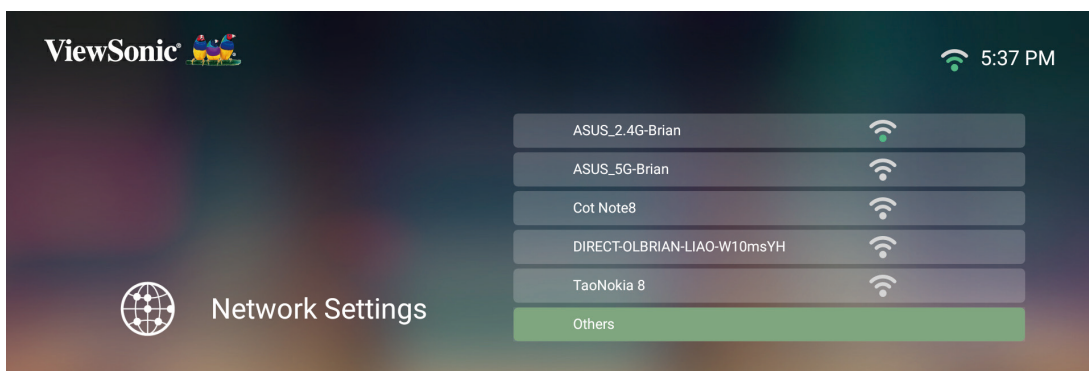 ViewSonic®
5:37 PM
ASUS_2.4G-Brian
ASUS_5G-Brian
Cot Note8
DIRECT-OLBRIAN-LIAO-W10msYH
TaoNokia 8
Others
Network Settings